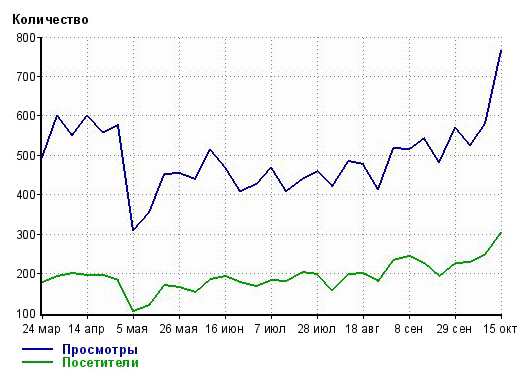 Количество
800
700
600
500
400
300
200
100
24 мар 14 апр 5 мая 26 мая 16 июн 7 июл 28 июл 18 авг 8 сен 29 сен 15 окт
Просмотры
Посетители